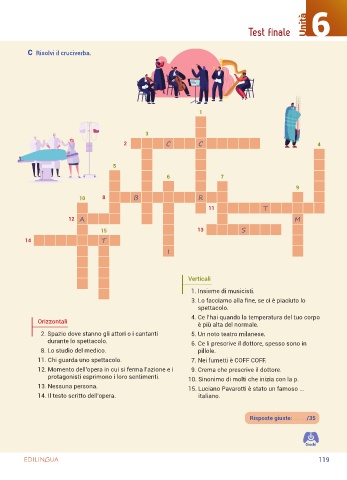 Test finale
Unità
6
C Risolvi il cruciverba.
1
3
2 C C 4
5
6 7
9
10 8 B R
11 T
12 A M
15 13 S
14 T
I
Verticali
1. Insieme di musicisti.
3. Lo facciamo alla fine, se ci è piaciuto lo
spettacolo.
4. Ce l'hai quando la temperatura del tuo corpo
è più alta del normale.
5. Un noto teatro milanese.
6. Ce li prescrive il dottore, spesso sono in
pillole.
7. Nei fumetti è COFF COFF.
9. Crema che prescrive il dottore.
10. Sinonimo di molti che inizia con la p.
15. Luciano Pavarotti è stato un famoso ...
italiano.
Orizzontali
2. Spazio dove stanno gli attori o i cantanti
durante lo spettacolo.
8. Lo studio del medico.
11. Chi guarda uno spettacolo.
12. Momento dell'opera in cui si ferma l'azione e i
protagonisti esprimono i loro sentimenti.
13. Nessuna persona.
14. Il testo scritto dell'opera.
Risposte giuste: ........../35
Giochi
EDILINGUA
119